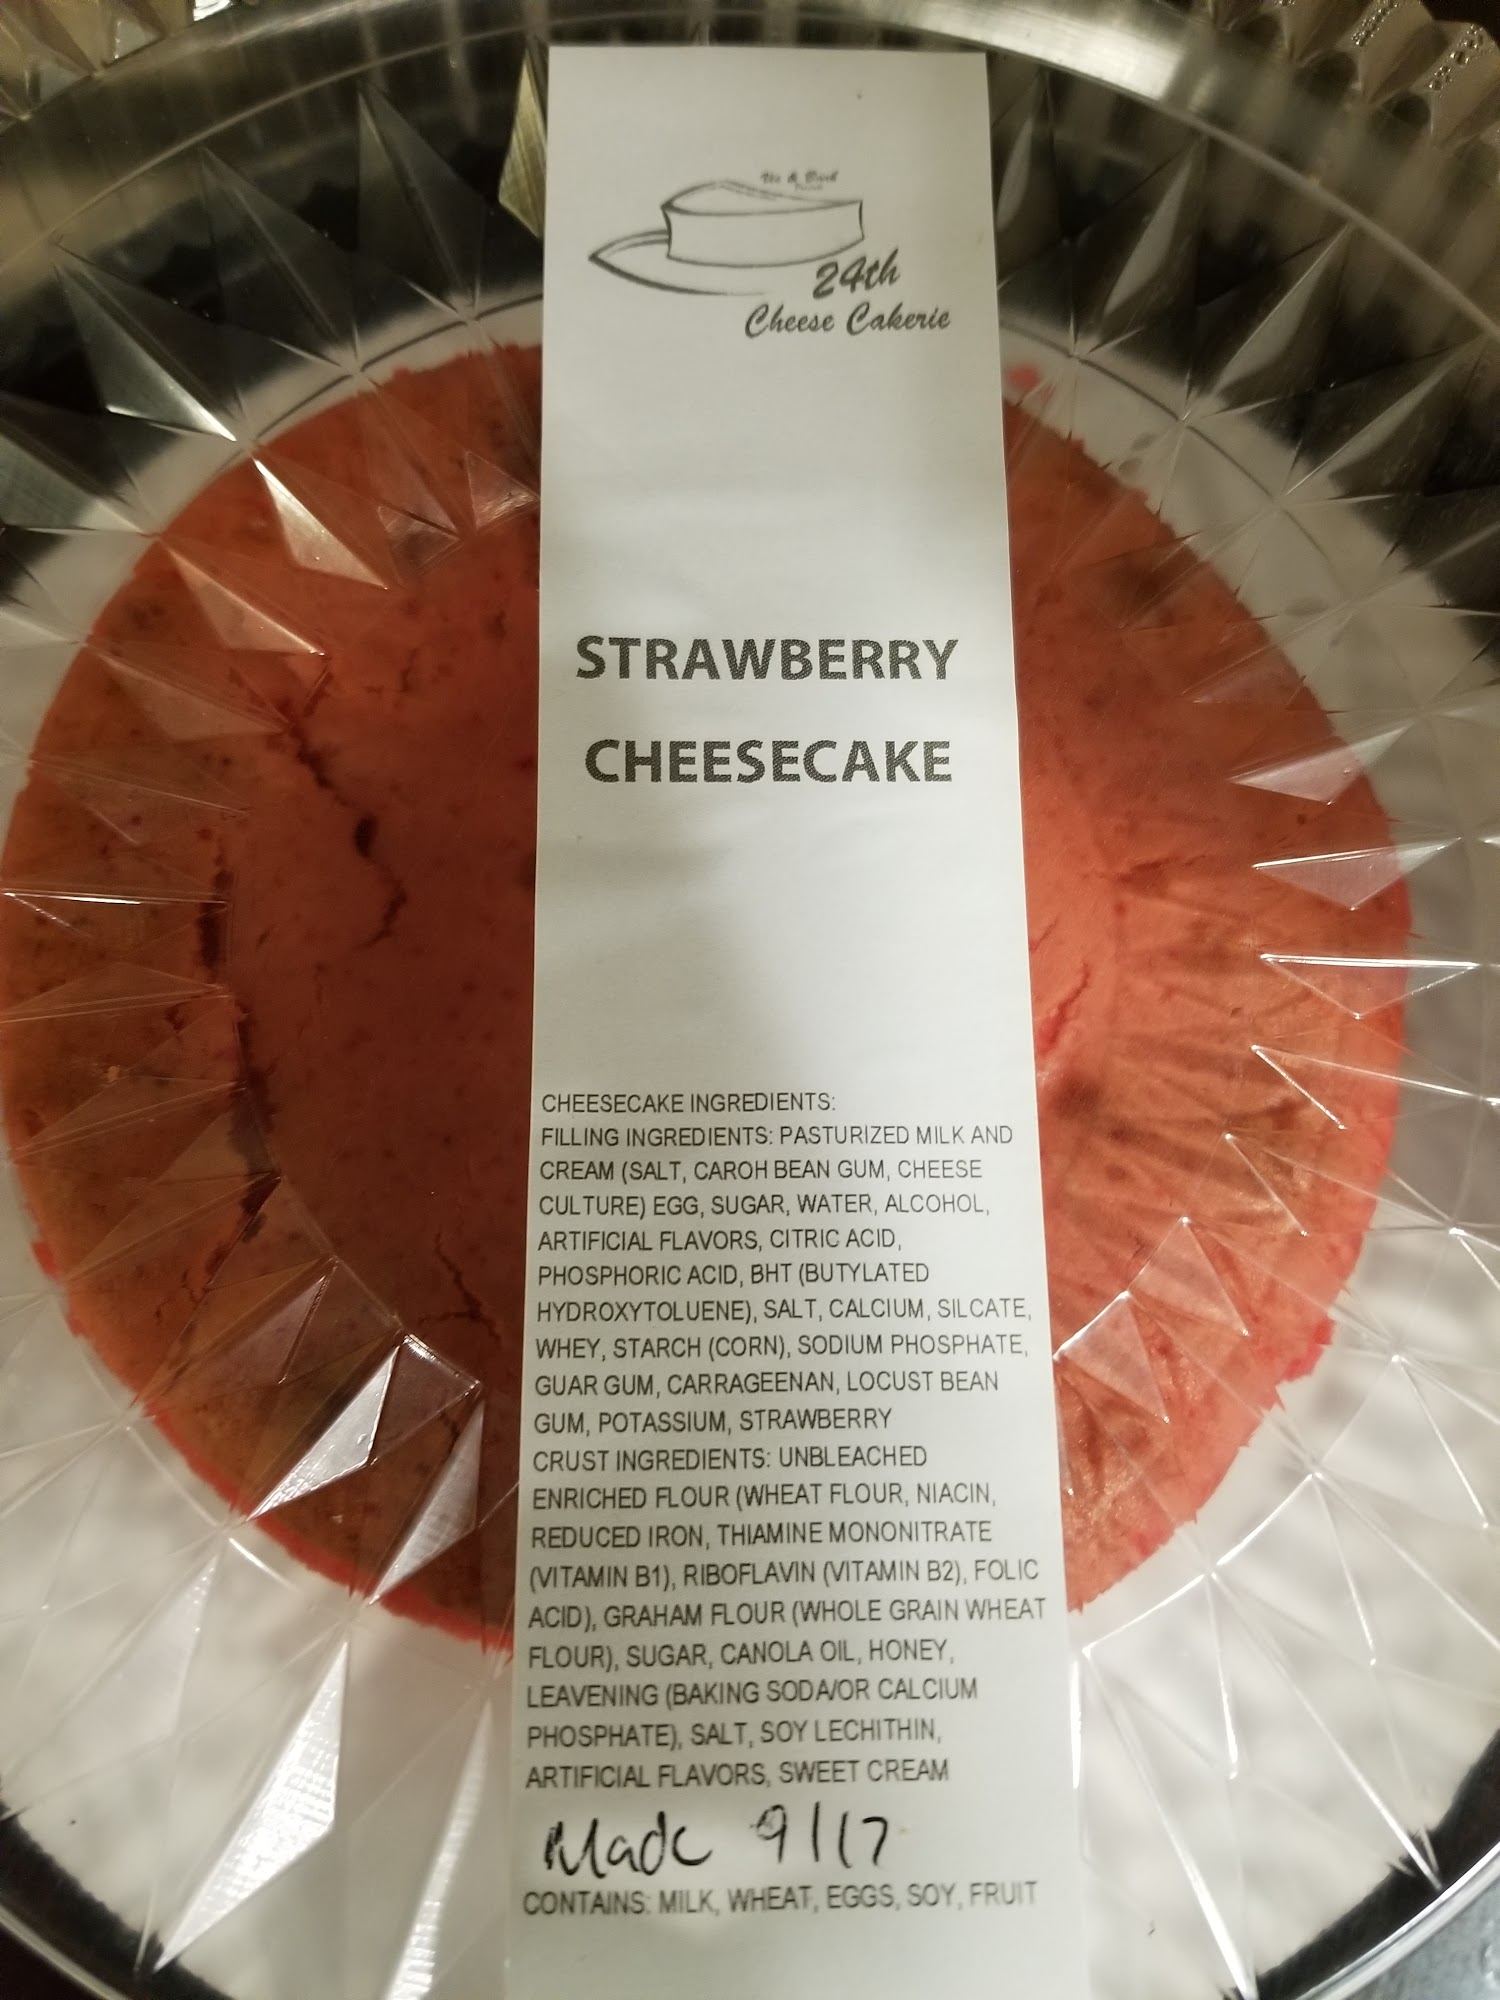 24th
Cheese Cakerie
STRAWBERRY
CHEESECAKE
CHEESECAKE INGREDIENTS:
FILLING INGREDIENTS: PASTURIZED MILK AND
CREAM (SALT, CAROH BEAN GUM, CHEESE
CULTURE) EGG, SUGAR, WATER, ALCOHOL,
ARTIFICIAL FLAVORS, CITRIC ACID,
PHOSPHORIC ACID, BHT (BUTYLATED
HYDROXYTOLUENE), SALT, CALCIUM, SILCATE,
WHEY, STARCH (CORN), SODIUM PHOSPHATE,
GUAR GUM, CARRAGEENAN, LOCUST BEAN
GUM, POTASSIUM, STRAWBERRY
CRUST INGREDIENTS: UNBLEACHED
ENRICHED FLOUR (WHEAT FLOUR, NIACIN,
REDUCED IRON, THIAMINE MONONITRATE
(VITAMIN B1), RIBOFLAVIN (VITAMIN B2), FOLIC
ACID), GRAHAM FLOUR (WHOLE GRAIN WHEAT
FLOUR), SUGAR, CANOLA OIL, HONEY,
LEAVENING (BAKING SODA/OR CALCIUM
PHOSPHATE), SALT, SOY LECHITHIN,
ARTIFICIAL FLAVORS, SWEET CREAM
Made 9/17
CONTAINS: MILK, WHEAT, EGGS, SOY, FRUIT